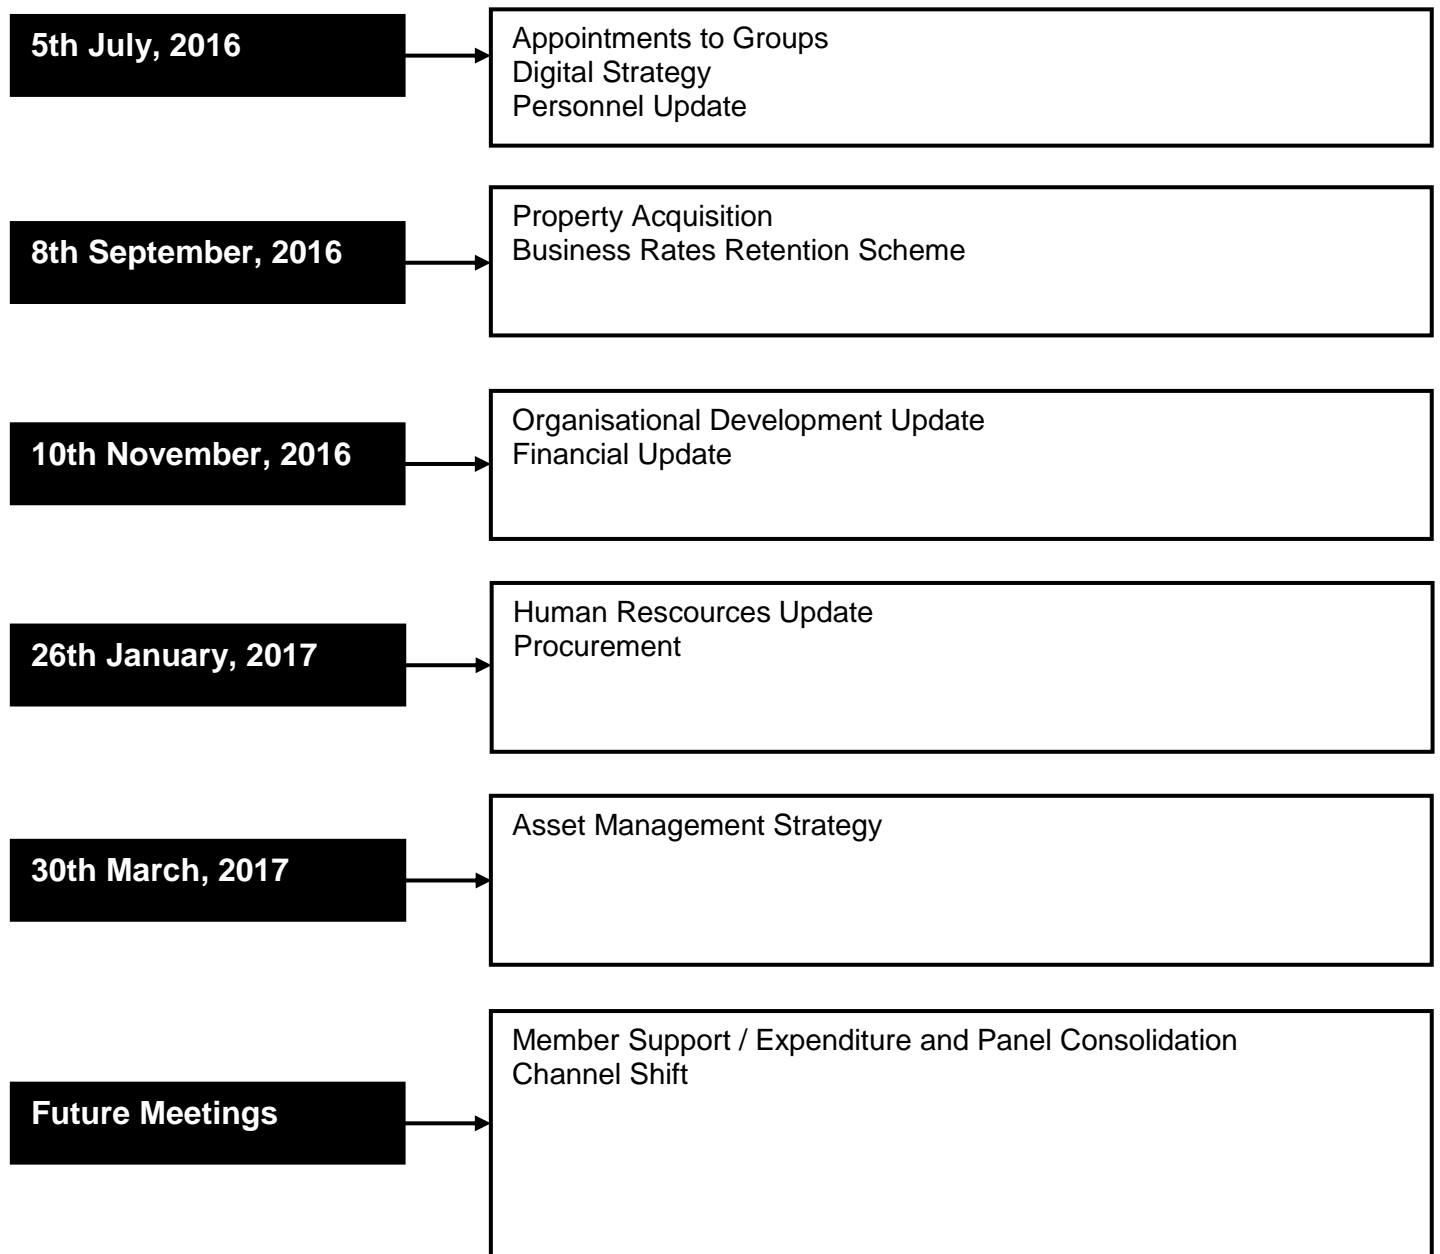 5th July, 2016
Appointments to Groups
Digital Strategy
Personnel Update
8th September, 2016
Property Acquisition
Business Rates Retention Scheme
10th November, 2016
Organisational Development Update
Financial Update
26th January, 2017
Human Rescources Update
Procurement
30th March, 2017
Asset Management Strategy
Future Meetings
Member Support / Expenditure and Panel Consolidation
Channel Shift